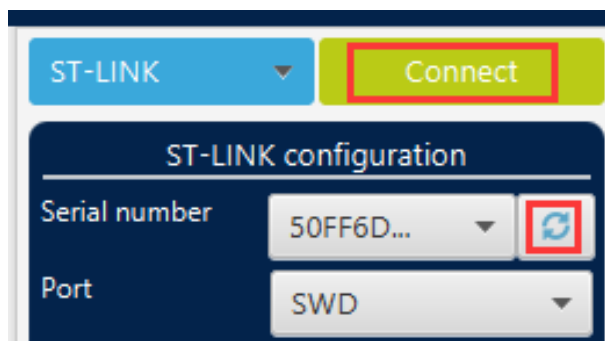 ST-LINK
Connect
ST-LINK configuration
Serial number
50FF6D...
Port
SWD